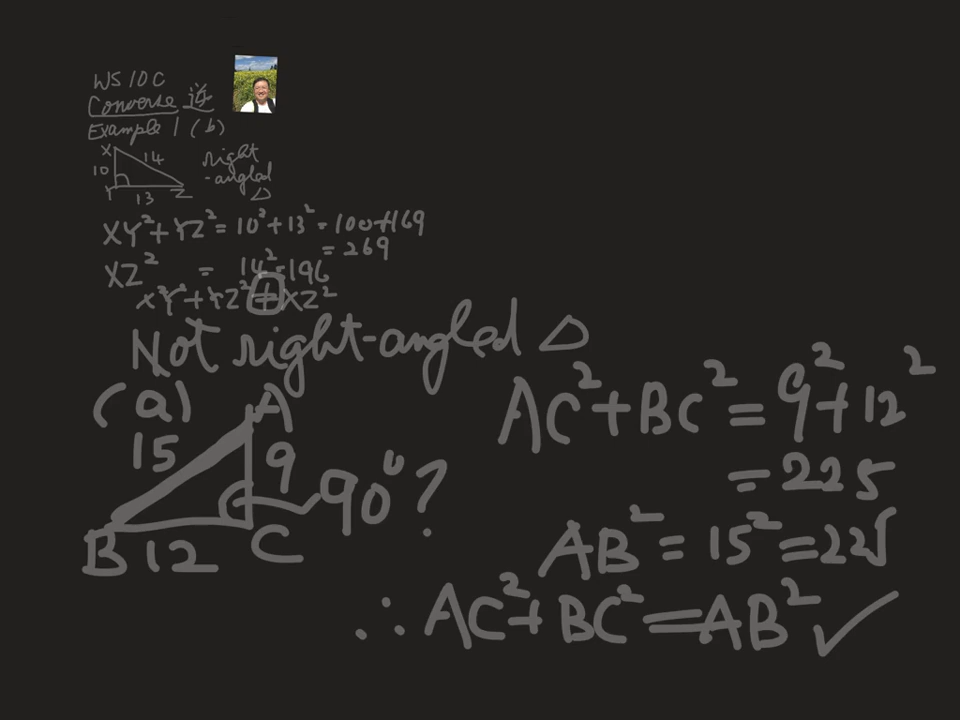 WS 10C
Converse 逆
Example 1 (b)
X
14
10
Y
13
Z
right
-angled
△
XY²+YZ² = 10²+13² = 100+169
= 269
XZ² = 14² = 196
XY²+YZ² ≠ XZ²
Not right-angled △
(a)
A
15
9
90°?
B 12 C
AC²+BC² = 9²+12²
= 225
AB² = 15² = 225
∴ AC²+BC² = AB² ✓